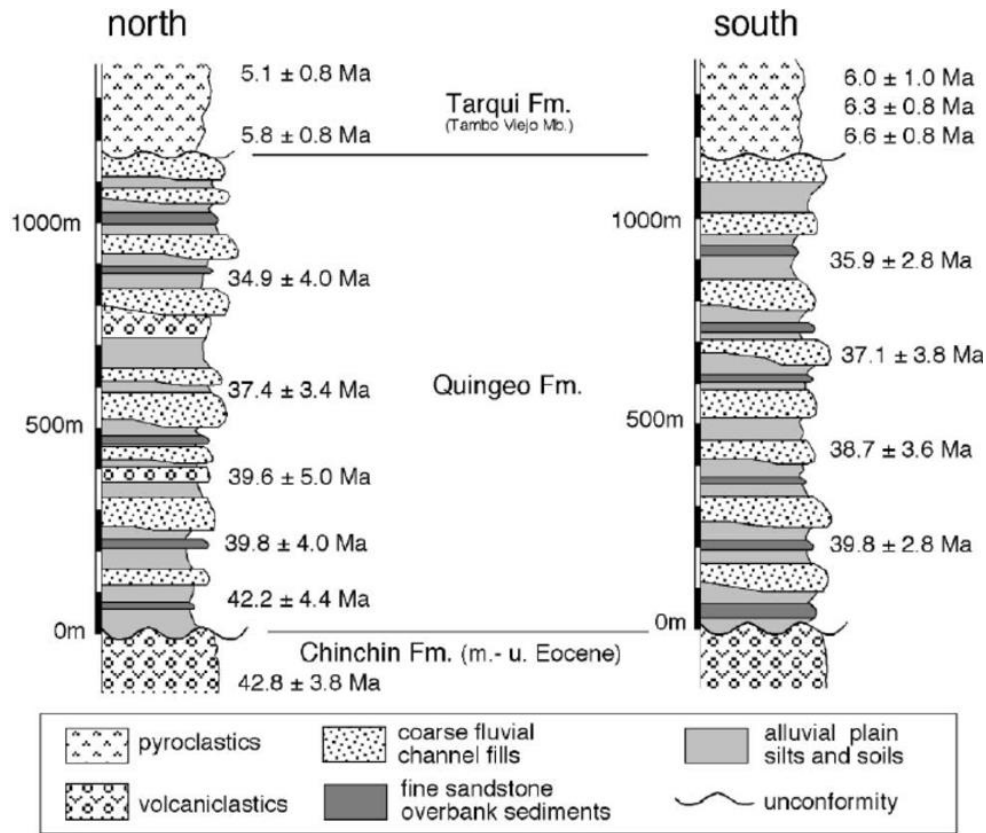 north
south
5.1 ± 0.8 Ma
5.8 ± 0.8 Ma
Tarqui Fm.
(Tambo Viejo Mb.)
6.0 ± 1.0 Ma
6.3 ± 0.8 Ma
6.6 ± 0.8 Ma
1000m
1000m
34.9 ± 4.0 Ma
35.9 ± 2.8 Ma
37.4 ± 3.4 Ma
Quingeo Fm.
37.1 ± 3.8 Ma
500m
500m
39.6 ± 5.0 Ma
38.7 ± 3.6 Ma
39.8 ± 4.0 Ma
39.8 ± 2.8 Ma
42.2 ± 4.4 Ma
0m
0m
Chinchin Fm. (m.- u. Eocene)
42.8 ± 3.8 Ma
pyroclastics
coarse fluvial
channel fills
alluvial plain
silts and soils
volcaniclastics
fine sandstone
overbank sediments
unconformity